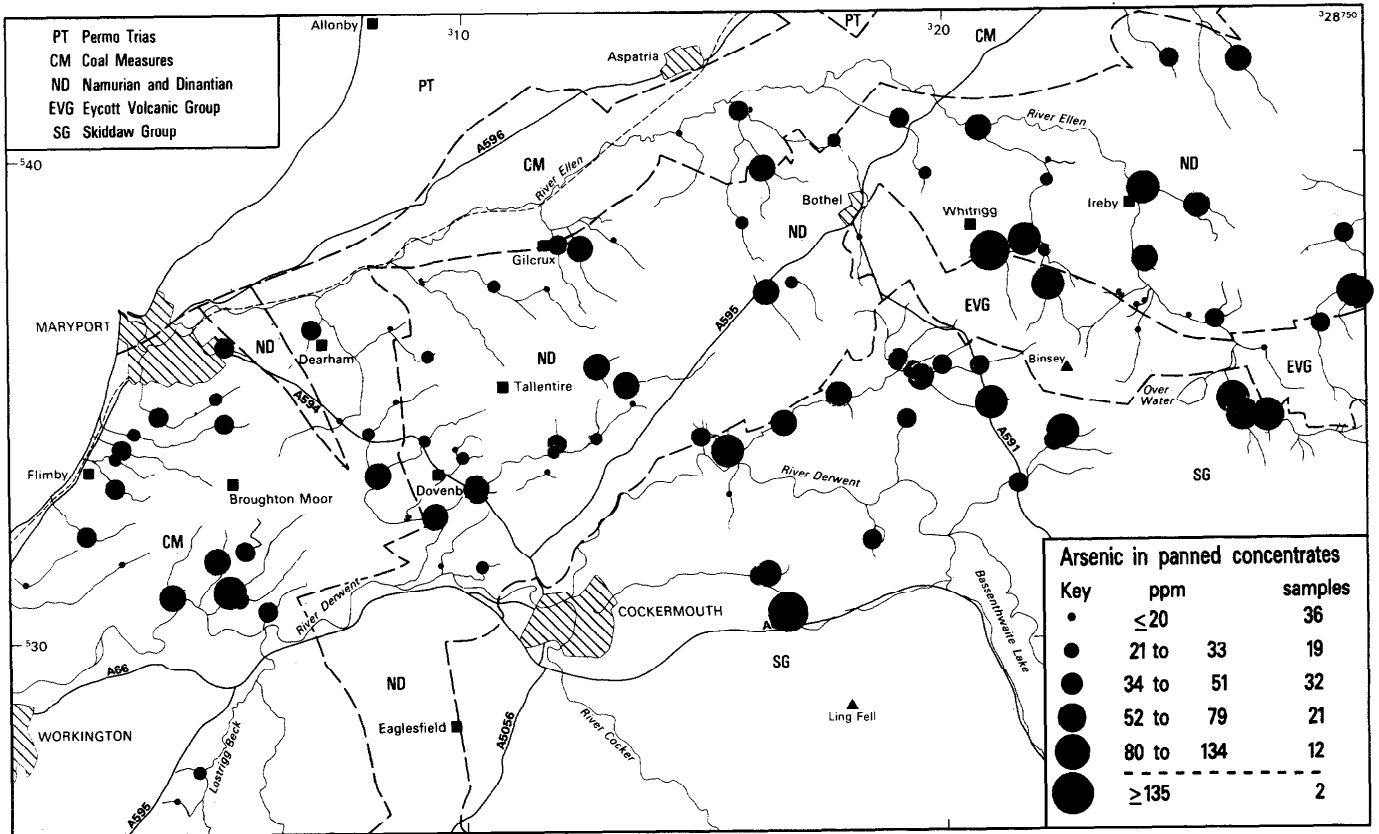 PT Permo Trias
CM Coal Measures
ND Namurian and Dinantian
EVG Eycott Volcanic Group
SG Skiddaw Group
Allonby
³10
Aspatria
PT
³20
CM
³28750
PT
⁵40
A596
CM
River Ellen
River Ellen
ND
Bothel
ND
Whitrigg
Ireby
Gilcrux
EVG
A595
MARYPORT
ND
Dearham
ND
Tallentire
Binsey
EVG
Over Water
A594
A591
Flimby
Broughton Moor
Dovenb
River Derwent
SG
CM
River Derwent
COCKERMOUTH
Bassenthwaite Lake
A
⁵30
SG
A66
ND
WORKINGTON
Eaglesfield
A5056
River Cocker
Ling Fell
Lostrigg Beck
A595
Arsenic in panned concentrates
Key ppm samples
≤20 36
21 to 33 19
34 to 51 32
52 to 79 21
80 to 134 12
≥135 2